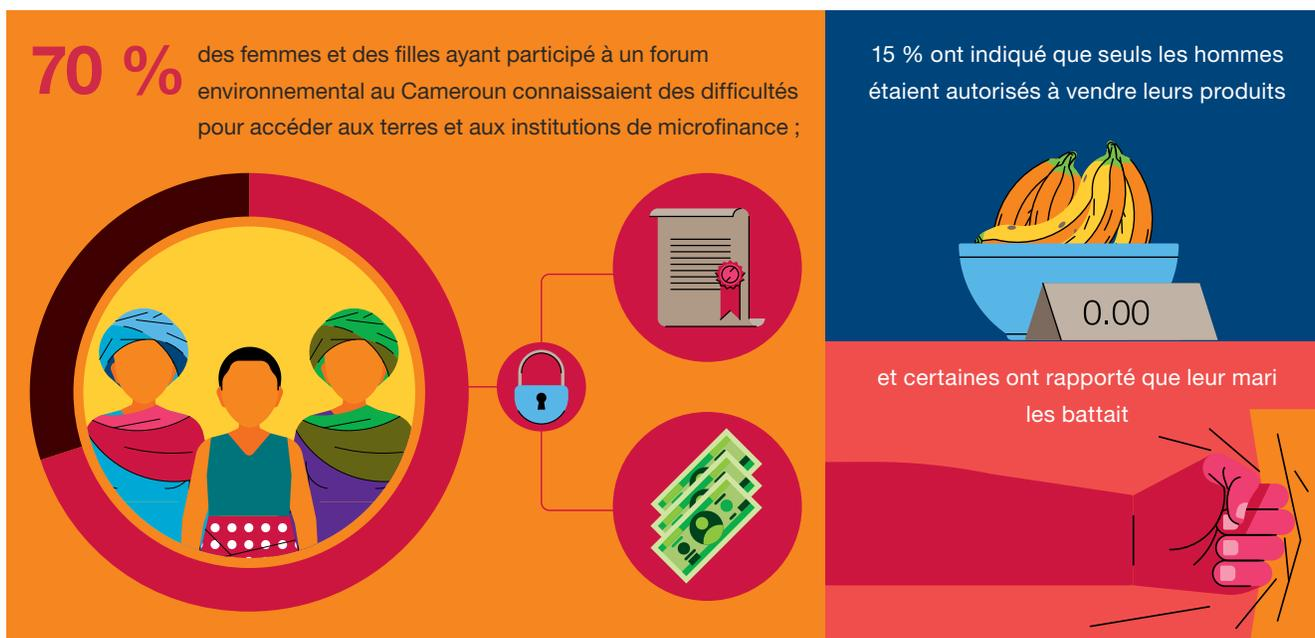 70 %
des femmes et des filles ayant participé à un forum
environnemental au Cameroun connaissaient des difficultés
pour accéder aux terres et aux institutions de microfinance ;
15 % ont indiqué que seuls les hommes
étaient autorisés à vendre leurs produits
0.00
et certaines ont rapporté que leur mari
les battait